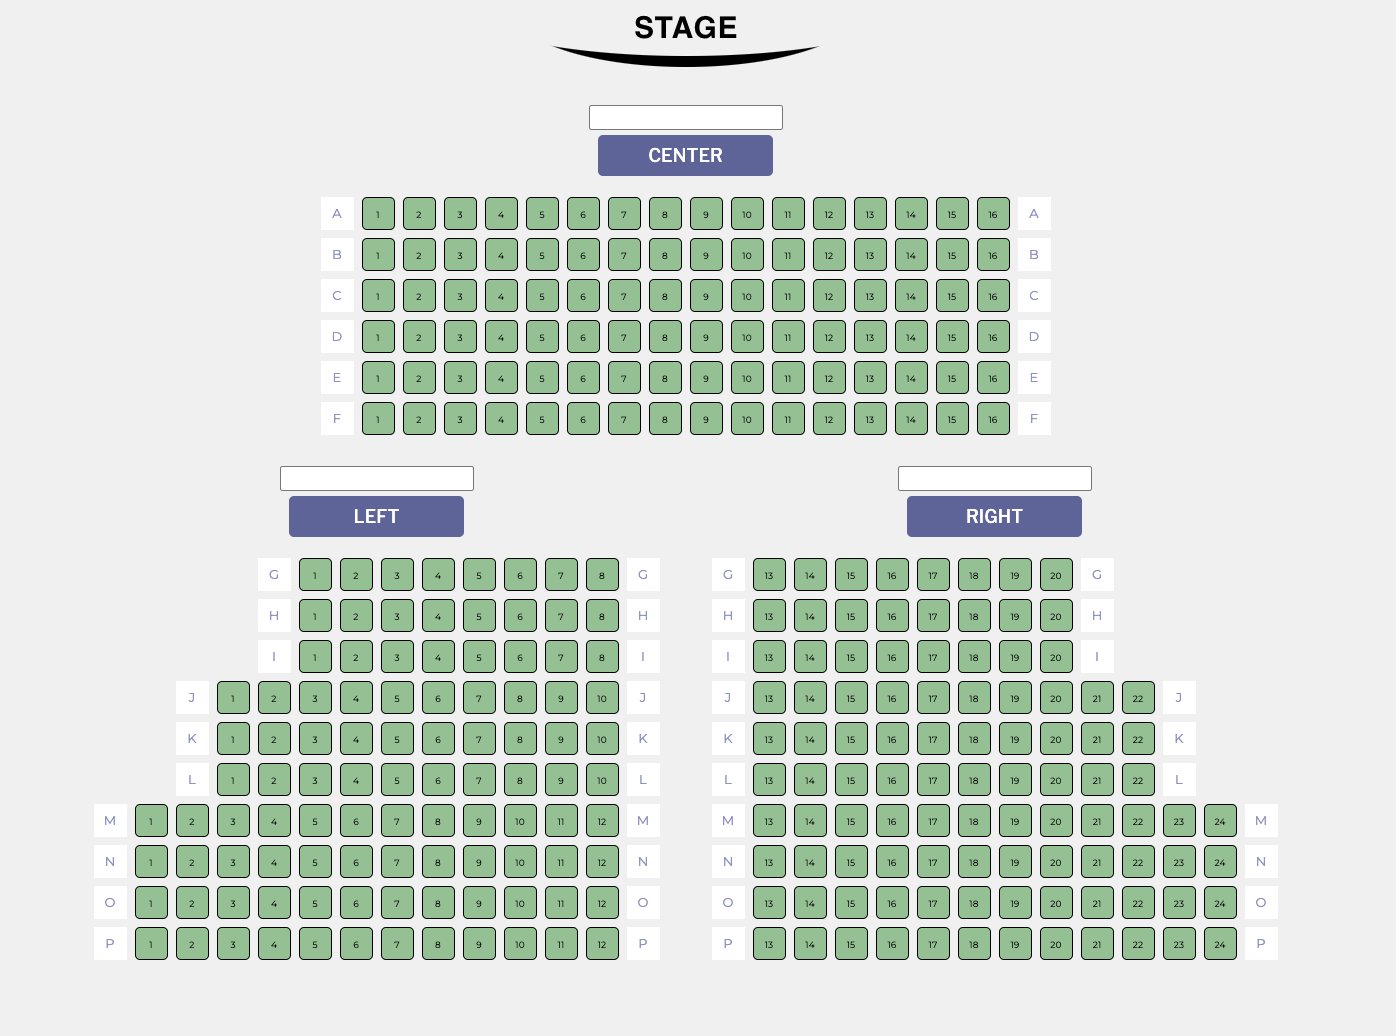 STAGE
CENTER
A 1 2 3 4 5 6 7 8 9 10 11 12 13 14 15 16 A
B 1 2 3 4 5 6 7 8 9 10 11 12 13 14 15 16 B
C 1 2 3 4 5 6 7 8 9 10 11 12 13 14 15 16 C
D 1 2 3 4 5 6 7 8 9 10 11 12 13 14 15 16 D
E 1 2 3 4 5 6 7 8 9 10 11 12 13 14 15 16 E
F 1 2 3 4 5 6 7 8 9 10 11 12 13 14 15 16 F
LEFT
G 1 2 3 4 5 6 7 8 G
H 1 2 3 4 5 6 7 8 H
I 1 2 3 4 5 6 7 8 I
J 1 2 3 4 5 6 7 8 9 10 J
K 1 2 3 4 5 6 7 8 9 10 K
L 1 2 3 4 5 6 7 8 9 10 L
M 1 2 3 4 5 6 7 8 9 10 11 12 M
N 1 2 3 4 5 6 7 8 9 10 11 12 N
O 1 2 3 4 5 6 7 8 9 10 11 12 O
P 1 2 3 4 5 6 7 8 9 10 11 12 P
RIGHT
G 13 14 15 16 17 18 19 20 G
H 13 14 15 16 17 18 19 20 H
I 13 14 15 16 17 18 19 20 I
J 13 14 15 16 17 18 19 20 21 22 J
K 13 14 15 16 17 18 19 20 21 22 K
L 13 14 15 16 17 18 19 20 21 22 L
M 13 14 15 16 17 18 19 20 21 22 23 24 M
N 13 14 15 16 17 18 19 20 21 22 23 24 N
O 13 14 15 16 17 18 19 20 21 22 23 24 O
P 13 14 15 16 17 18 19 20 21 22 23 24 P